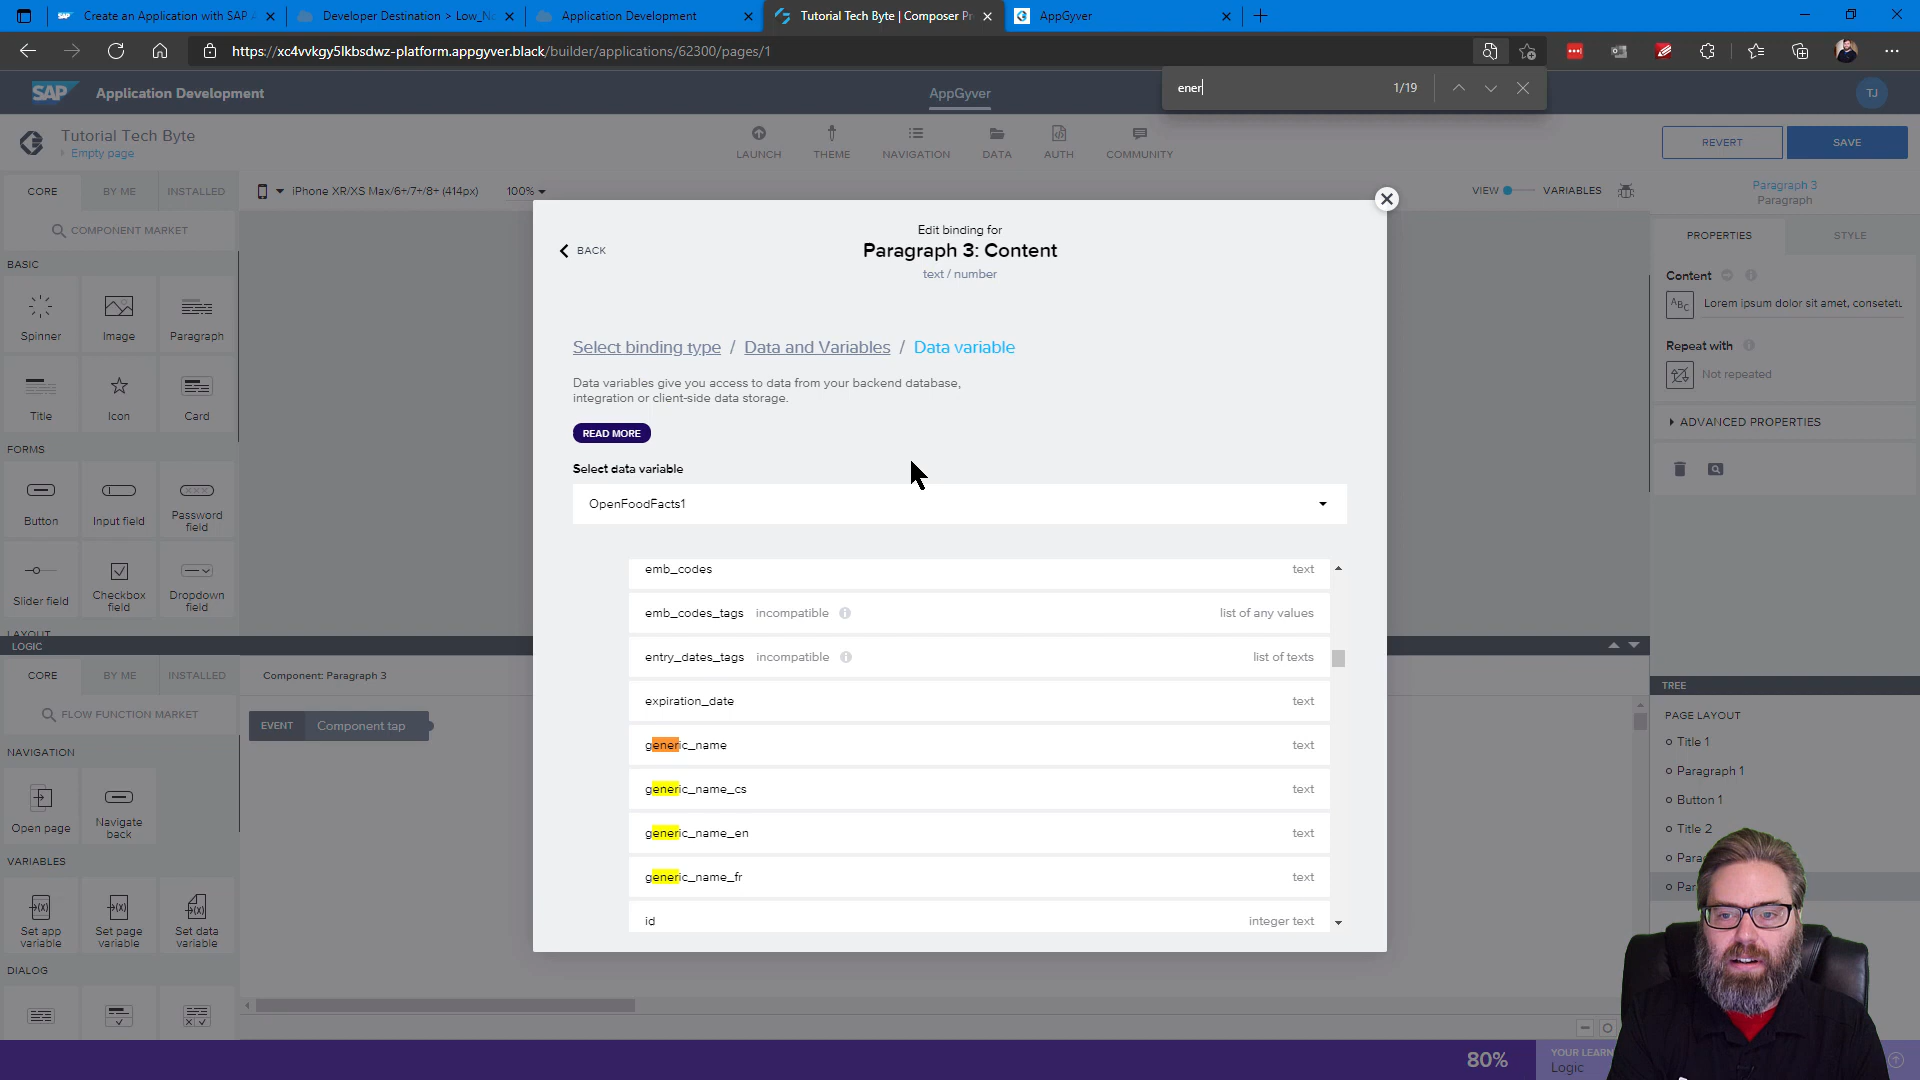 Create an Application with SAP
Developer Destination > Low_N
Application Development
Tutorial Tech Byte | Composer Pr
AppGyver
https://xc4vvkgy5lkbsdwz-platform.appgyver.black/builder/applications/62300/pages/1
ener
1/19
SAP
Application Development
AppGyver
TJ
Tutorial Tech Byte
Empty page
LAUNCH
THEME
NAVIGATION
DATA
AUTH
COMMUNITY
REVERT
SAVE
CORE
BY ME
INSTALLED
iPhone XR/XS Max/6+/7+/8+ (414px)
100%
VIEW
VARIABLES
Paragraph 3
Paragraph
COMPONENT MARKET
PROPERTIES
STYLE
BASIC
Spinner
Image
Paragraph
Title
Icon
Card
FORMS
Button
Input field
Password field
Slider field
Checkbox field
Dropdown field
LAYOUT
Content
ABC
Lorem ipsum dolor sit amet, consetetu
Repeat with
Not repeated
ADVANCED PROPERTIES
BACK
Edit binding for
Paragraph 3: Content
text / number
Select binding type / Data and Variables / Data variable
Data variables give you access to data from your backend database,
integration or client-side data storage.
READ MORE
Select data variable
OpenFoodFacts1
emb_codes text
emb_codes_tags incompatible list of any values
entry_dates_tags incompatible list of texts
expiration_date text
generic_name text
generic_name_cs text
generic_name_en text
generic_name_fr text
id integer text
LOGIC
CORE
BY ME
INSTALLED
Component: Paragraph 3
FLOW FUNCTION MARKET
EVENT
Component tap
NAVIGATION
Open page
Navigate back
VARIABLES
Set app variable
Set page variable
Set data variable
DIALOG
TREE
PAGE LAYOUT
Title 1
Paragraph 1
Button 1
Title 2
Para
Par
80%
YOUR LEARN
Logic